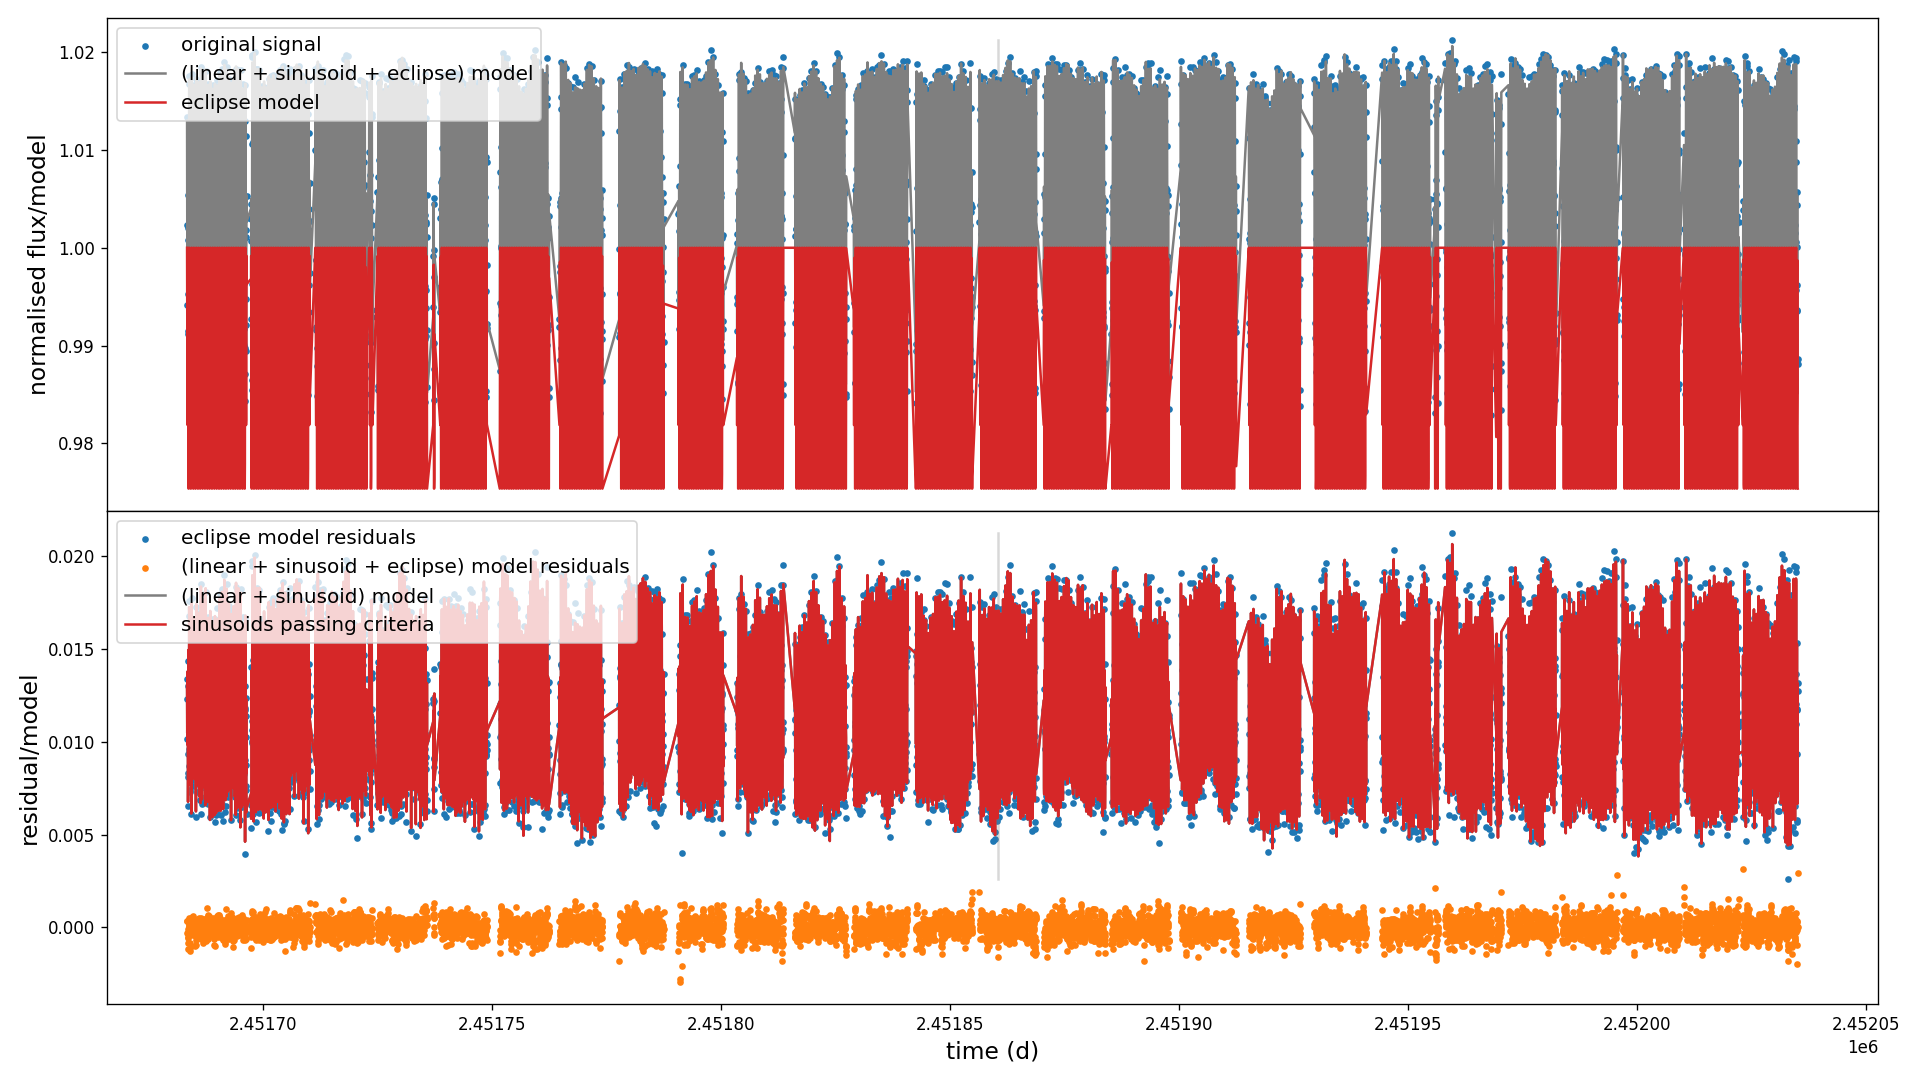 original signal
(linear + sinusoid + eclipse) model
eclipse model
normalised flux/model
1.02
1.01
1.00
0.99
0.98
eclipse model residuals
(linear + sinusoid + eclipse) model residuals
(linear + sinusoid) model
sinusoids passing criteria
residual/model
0.020
0.015
0.010
0.005
0.000
2.45170
2.45175
2.45180
2.45185
2.45190
2.45195
2.45200
2.45205
time (d)
1e6